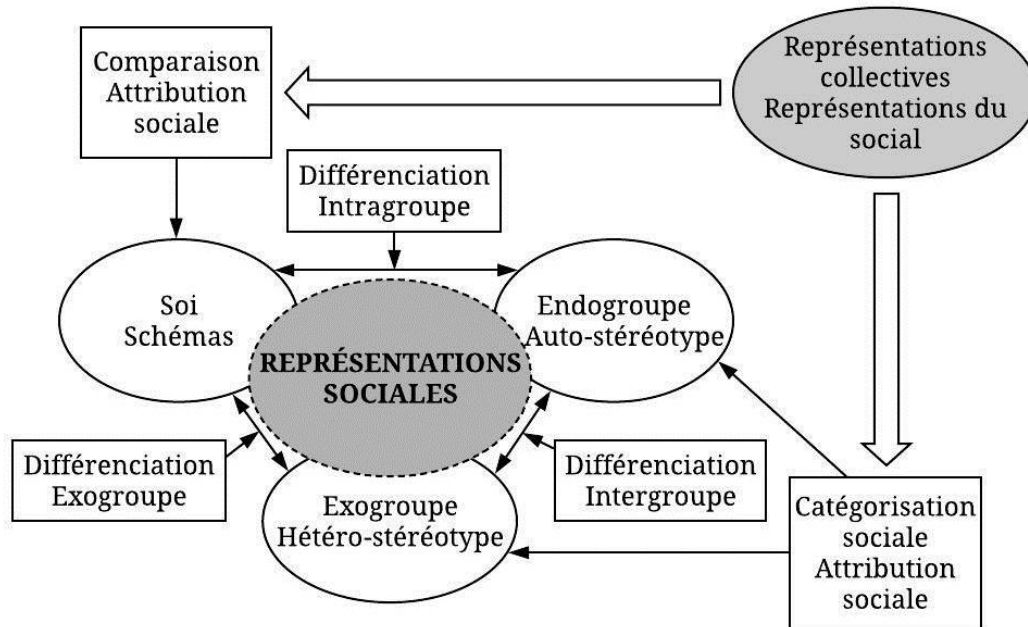 Comparaison
Attribution
sociale
Représentations
collectives
Représentations du
social
Différenciation
Intragroupe
Soi
Schémas
Endogroupe
Auto-stéréotype
REPRÉSENTATIONS
SOCIALES
Différenciation
Exogroupe
Différenciation
Intergroupe
Exogroupe
Hétéro-stéréotype
Catégorisation
sociale
Attribution
sociale